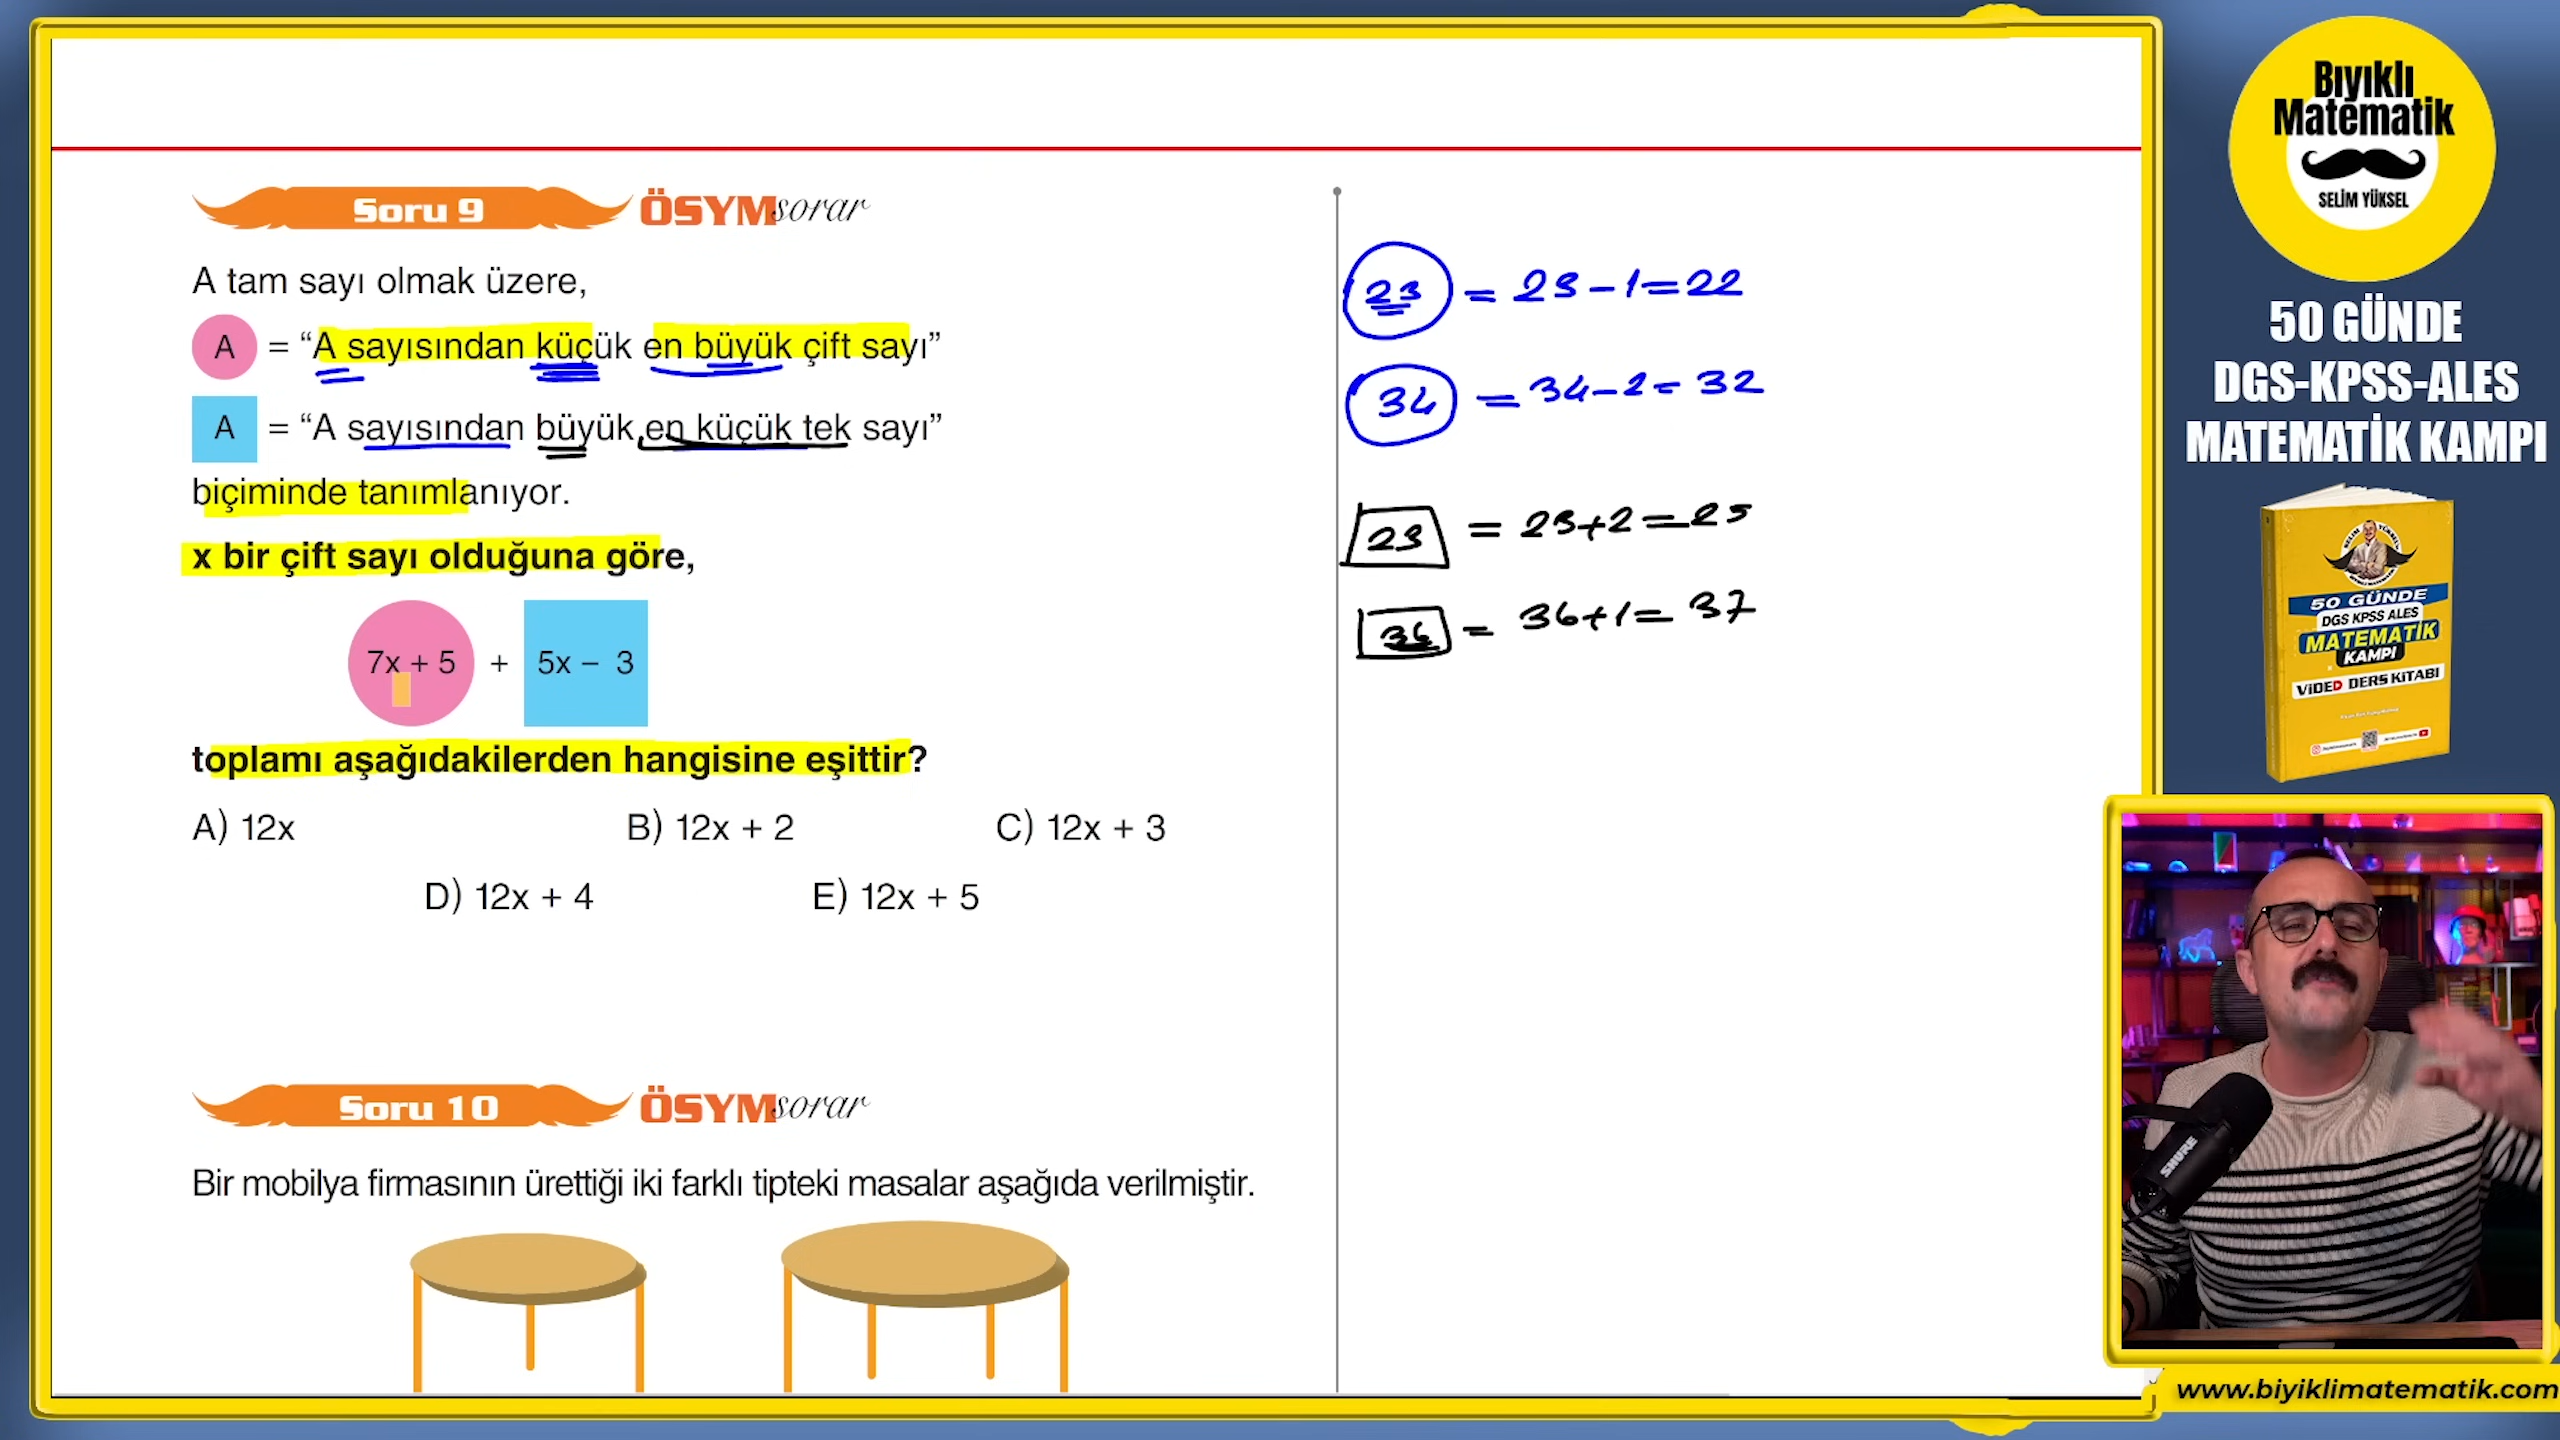 Soru 9 ÖSYM sorar
A tam sayı olmak üzere,
A = “A sayısından küçük en büyük çift sayı”
A = “A sayısından büyük en küçük tek sayı”
biçiminde tanımlanıyor.
x bir çift sayı olduğuna göre,
7x + 5 + 5x – 3
toplamı aşağıdakilerden hangisine eşittir?
A) 12x B) 12x + 2 C) 12x + 3
D) 12x + 4 E) 12x + 5
Soru 10 ÖSYM sorar
Bir mobilya firmasının ürettiği iki farklı tipteki masalar aşağıda verilmiştir.
23 = 23 – 1 = 22
34 = 34 – 2 = 32
23 = 23 + 2 = 25
36 = 36 + 1 = 37
Bıyıklı
Matematik
SELİM YÜKSEL
50 GÜNDE
DGS-KPSS-ALES
MATEMATİK KAMPI
50 GÜNDE
DGS KPSS ALES
MATEMATİK
KAMPI
VİDEO DERS KİTABI
SHURE
www.biyiklimatematik.com